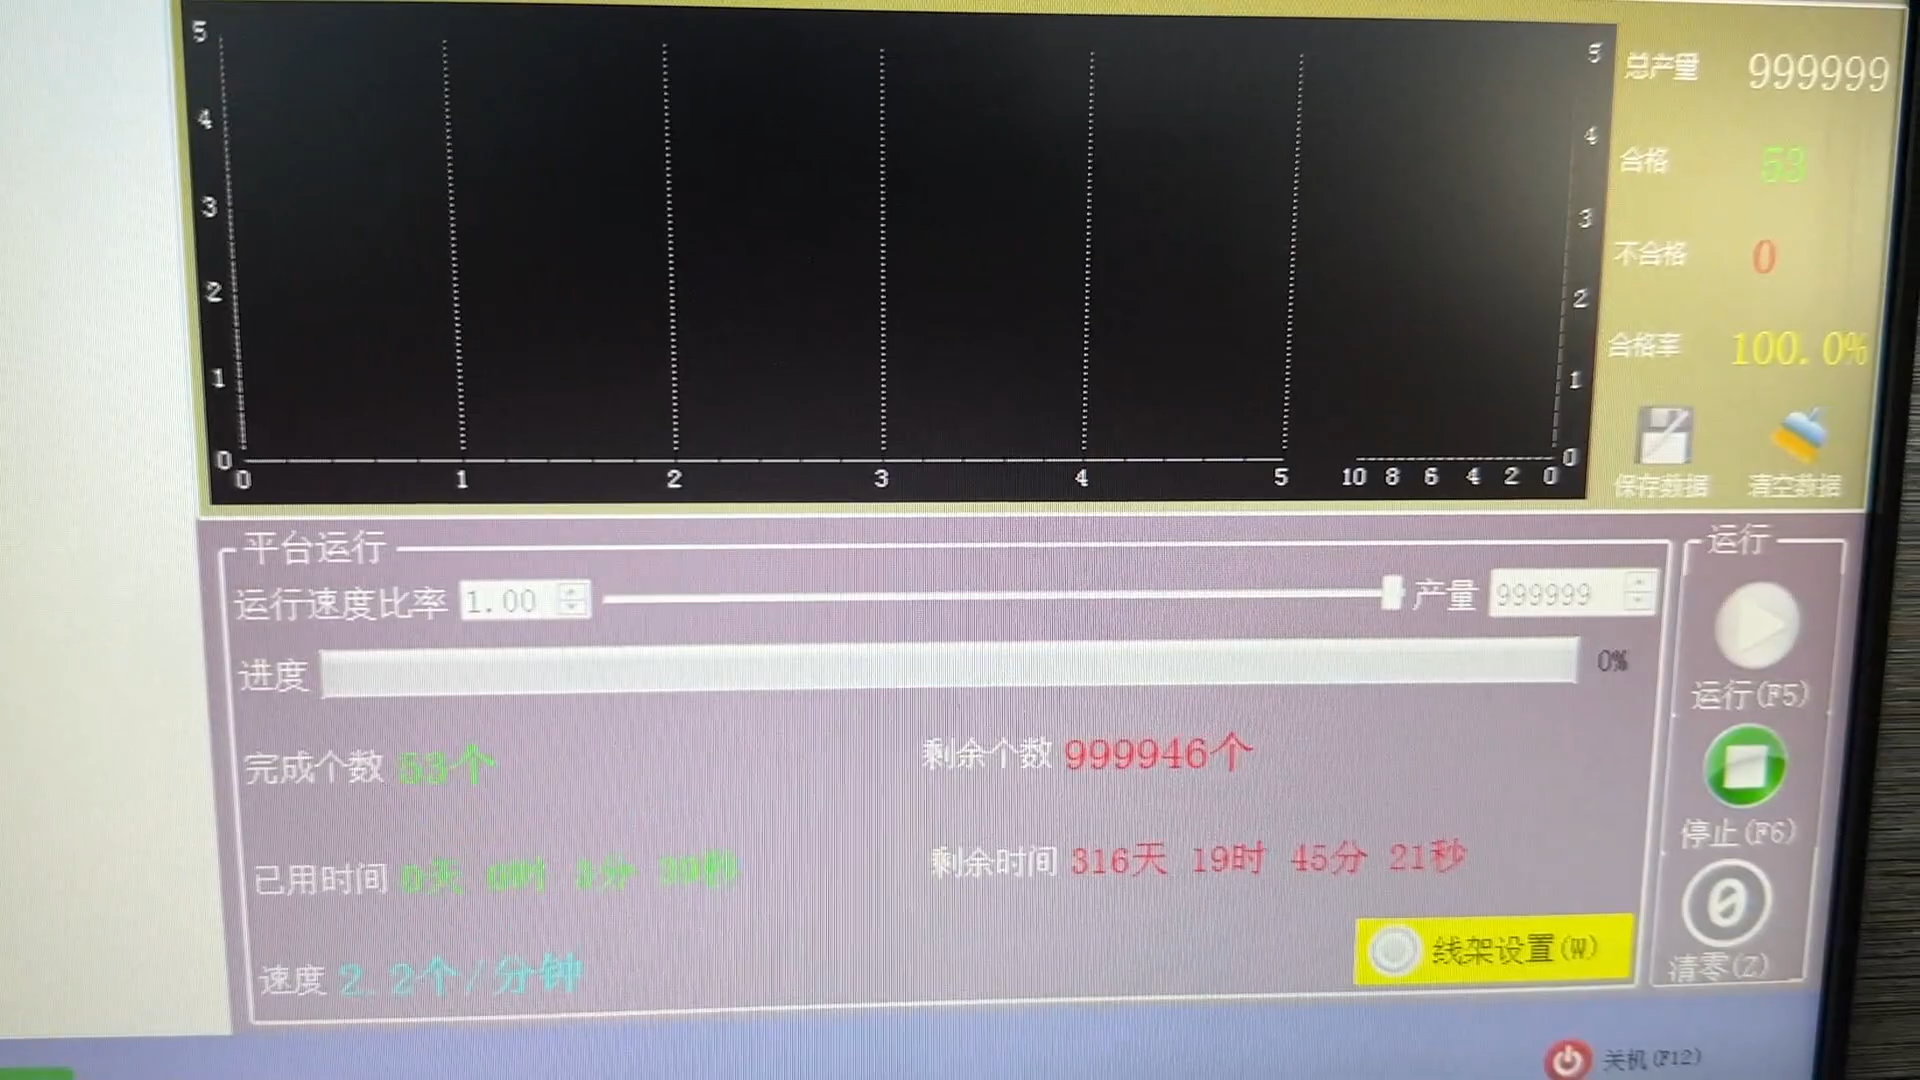 5
4
3
2
1
0
0 1 2 3 4 5 10 8 6 4 2 0
5
4
3
2
1
0
总产量 999999
合格 53
不合格 0
合格率 100.0%
保存数据 清空数据
平台运行
运行速度比率 1.00 产量 999999
进度 0%
完成个数 53个 剩余个数 999946个
已用时间 0天 剩余时间 316天 19时 45分 21秒
速度 2.2个/分钟
线架设置(W)
运行
运行(F5)
停止(F6)
0
清零(Z)
关机(F12)